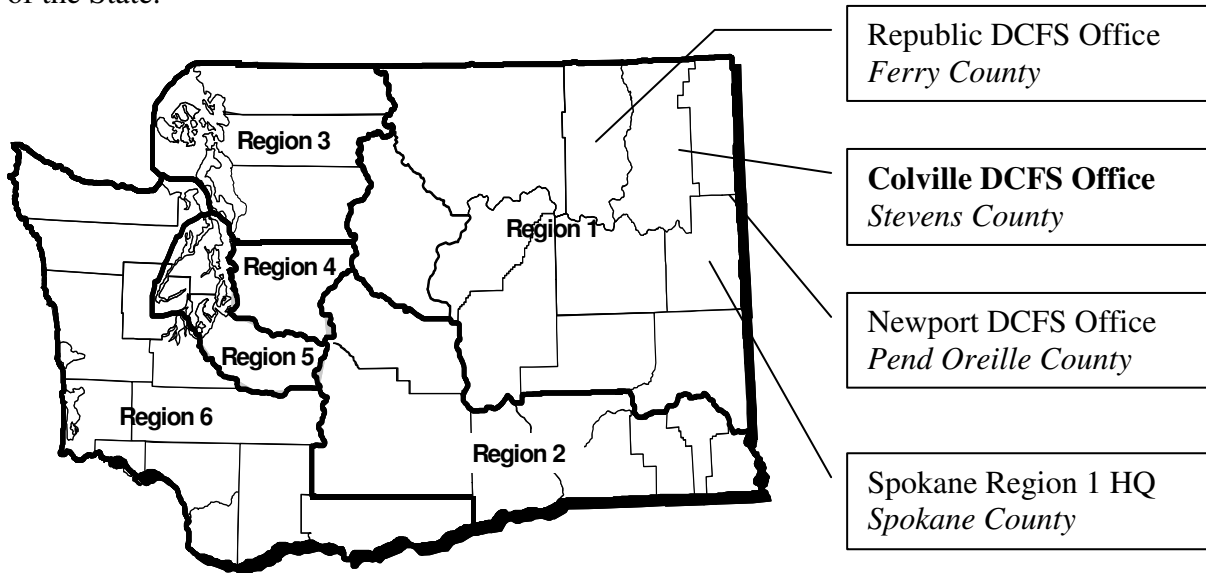 of the State.
Republic DCFS Office
Ferry County
Region 3
Colville DCFS Office
Stevens County
Region 1
Region 4
Newport DCFS Office
Pend Oreille County
Region 5
Region 6
Region 2
Spokane Region 1 HQ
Spokane County